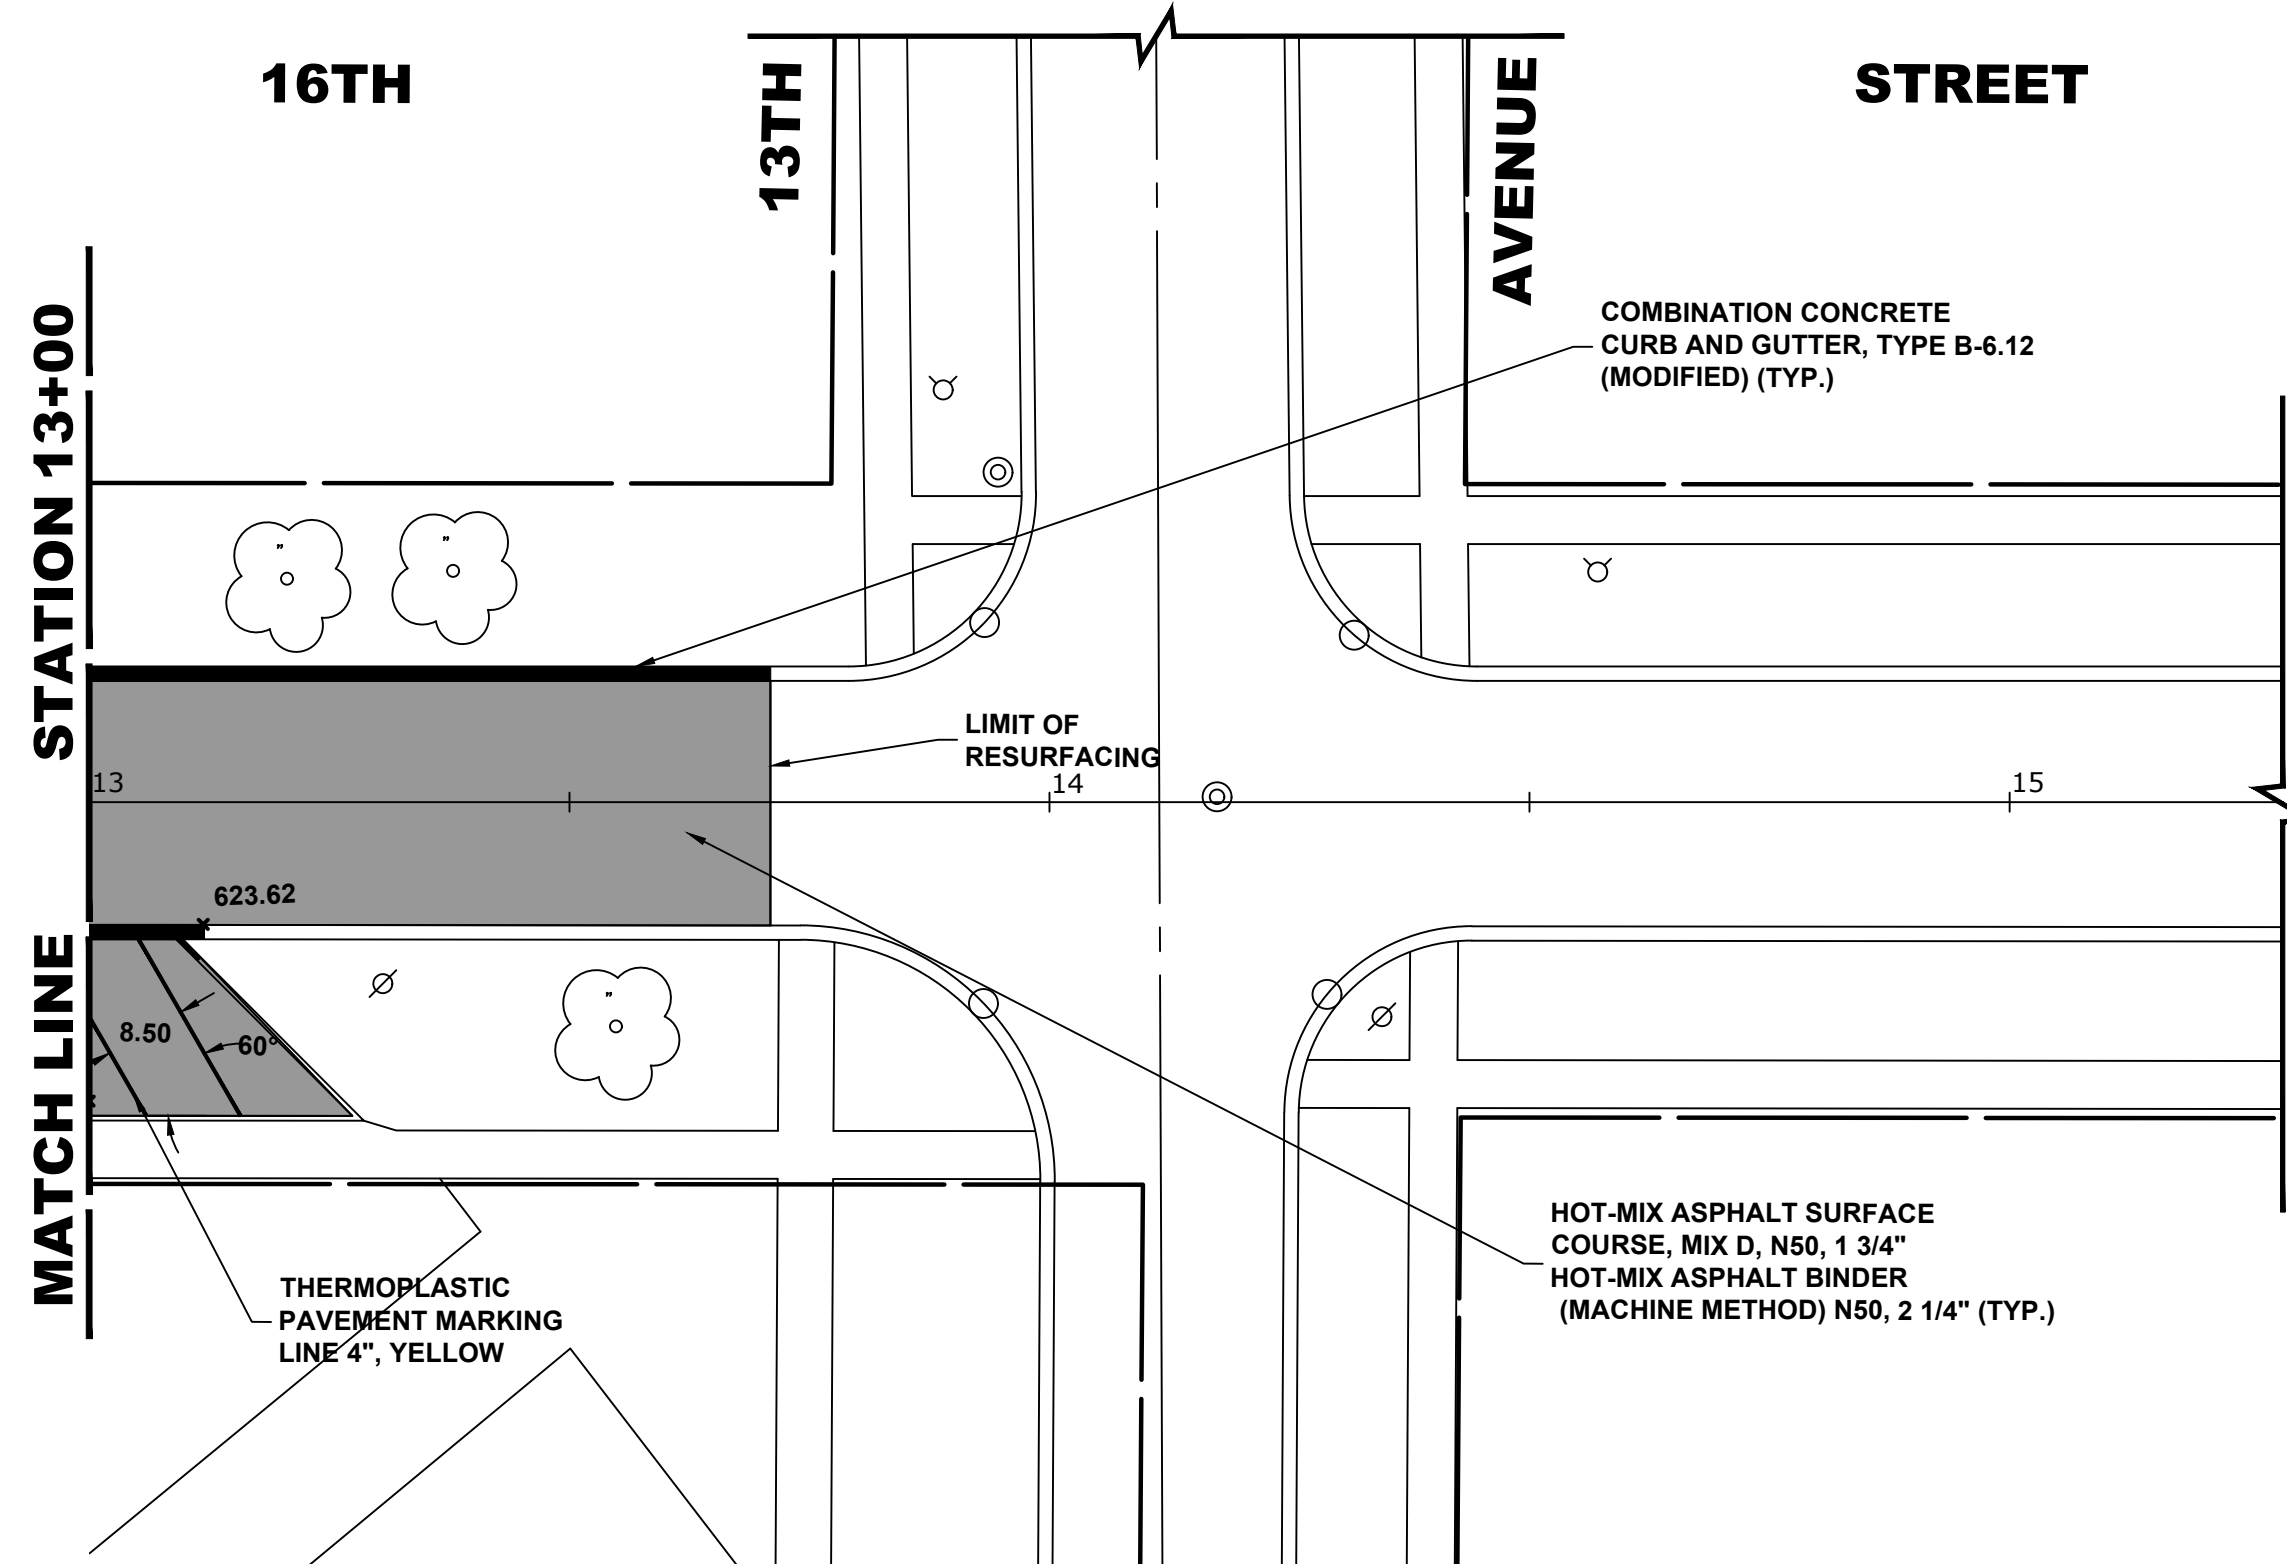 16TH
STREET
13TH
AVENUE
COMBINATION CONCRETE
CURB AND GUTTER, TYPE B-6.12
(MODIFIED) (TYP.)
MATCH LINE STATION 13+00
"
"
LIMIT OF
RESURFACING
13
14
15
623.62
"
8.50
60°
THERMOPLASTIC
PAVEMENT MARKING
LINE 4", YELLOW
HOT-MIX ASPHALT SURFACE
COURSE, MIX D, N50, 1 3/4"
HOT-MIX ASPHALT BINDER
(MACHINE METHOD) N50, 2 1/4" (TYP.)